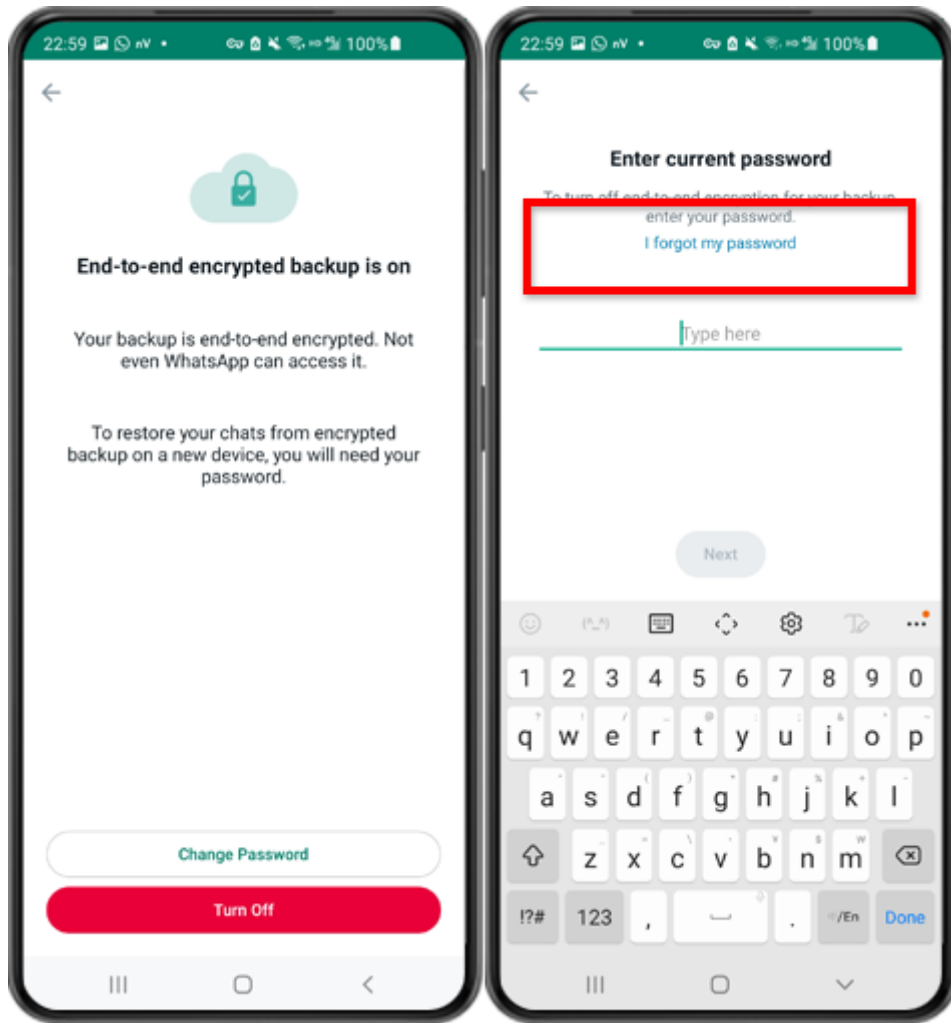 22:59 nV • 100%
End-to-end encrypted backup is on
Your backup is end-to-end encrypted. Not
even WhatsApp can access it.
To restore your chats from encrypted
backup on a new device, you will need your
password.
Change Password
Turn Off
22:59 nV • 100%
Enter current password
To turn off end-to-end encryption for your backup,
enter your password.
I forgot my password
Type here
Next
(^_^)
1 2 3 4 5 6 7 8 9 0
q w e r t y u i o p
a s d f g h j k l
z x c v b n m
!?# 123 , . /En Done